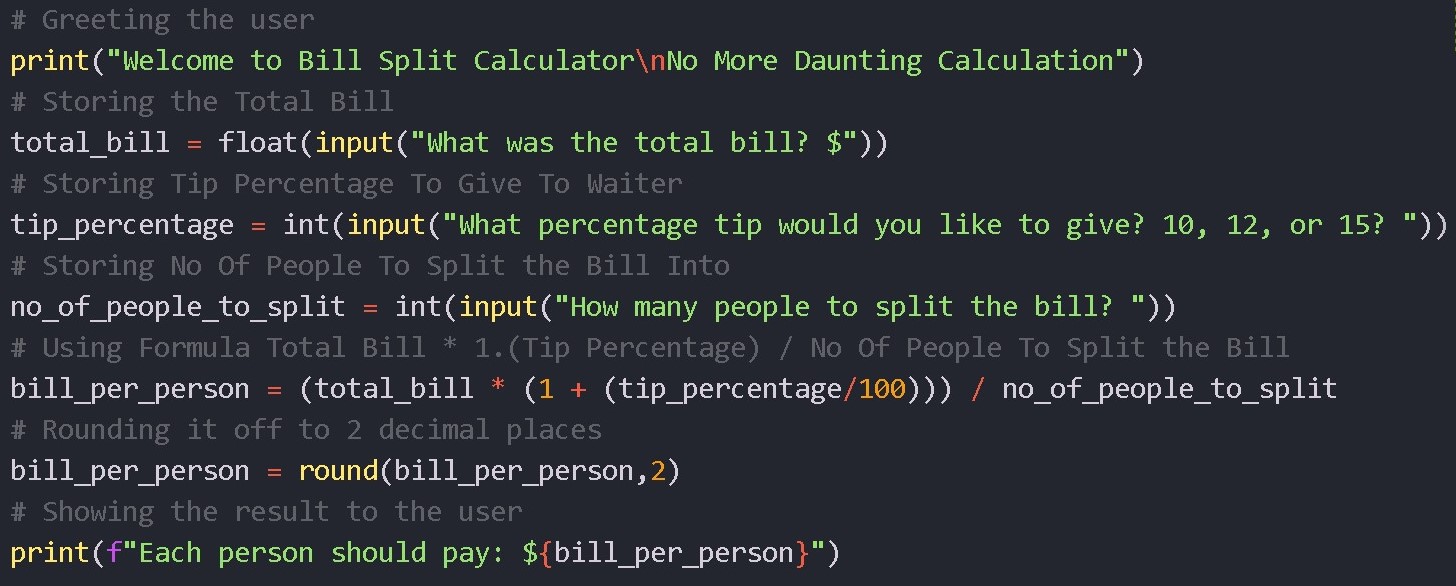 # Greeting the user
print("Welcome to Bill Split Calculator\nNo More Daunting Calculation")
# Storing the Total Bill
total_bill = float(input("What was the total bill? $"))
# Storing Tip Percentage To Give To Waiter
tip_percentage = int(input("What percentage tip would you like to give? 10, 12, or 15? "))
# Storing No Of People To Split the Bill Into
no_of_people_to_split = int(input("How many people to split the bill? "))
# Using Formula Total Bill * 1.(Tip Percentage) / No Of People To Split the Bill
bill_per_person = (total_bill * (1 + (tip_percentage/100))) / no_of_people_to_split
# Rounding it off to 2 decimal places
bill_per_person = round(bill_per_person,2)
# Showing the result to the user
print(f"Each person should pay: ${bill_per_person}")